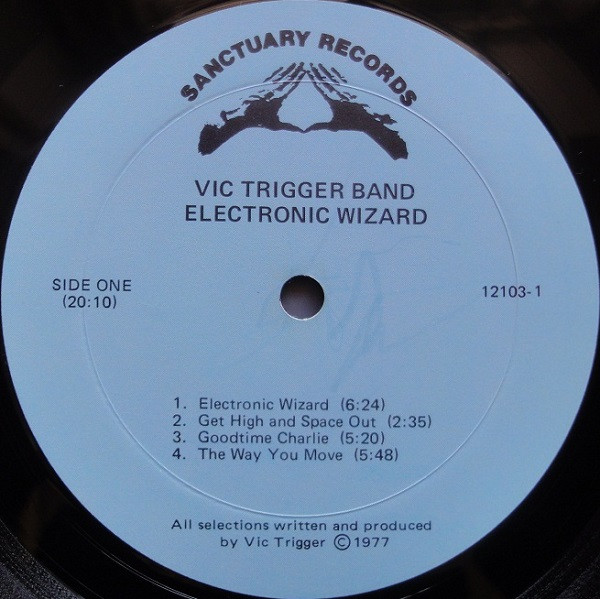 SANCTUARY RECORDS
VIC TRIGGER BAND
ELECTRONIC WIZARD
SIDE ONE
(20:10)
12103-1
1. Electronic Wizard (6:24)
2. Get High and Space Out (2:35)
3. Goodtime Charlie (5:20)
4. The Way You Move (5:48)
All selections written and produced
by Vic Trigger ©1977